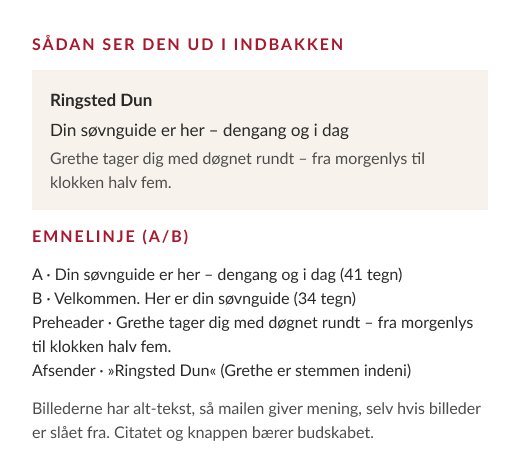 SÅDAN SER DEN UD I INDBAKKEN
Ringsted Dun
Din søvnguide er her – dengang og i dag
Grethe tager dig med døgnet rundt – fra morgenlys til
klokken halv fem.
EMNELINJE (A/B)
A · Din søvnguide er her – dengang og i dag (41 tegn)
B · Velkommen. Her er din søvnguide (34 tegn)
Preheader · Grethe tager dig med døgnet rundt – fra morgenlys
til klokken halv fem.
Afsender · »Ringsted Dun« (Grethe er stemmen indeni)
Billederne har alt-tekst, så mailen giver mening, selv hvis billeder
er slået fra. Citatet og knappen bærer budskabet.